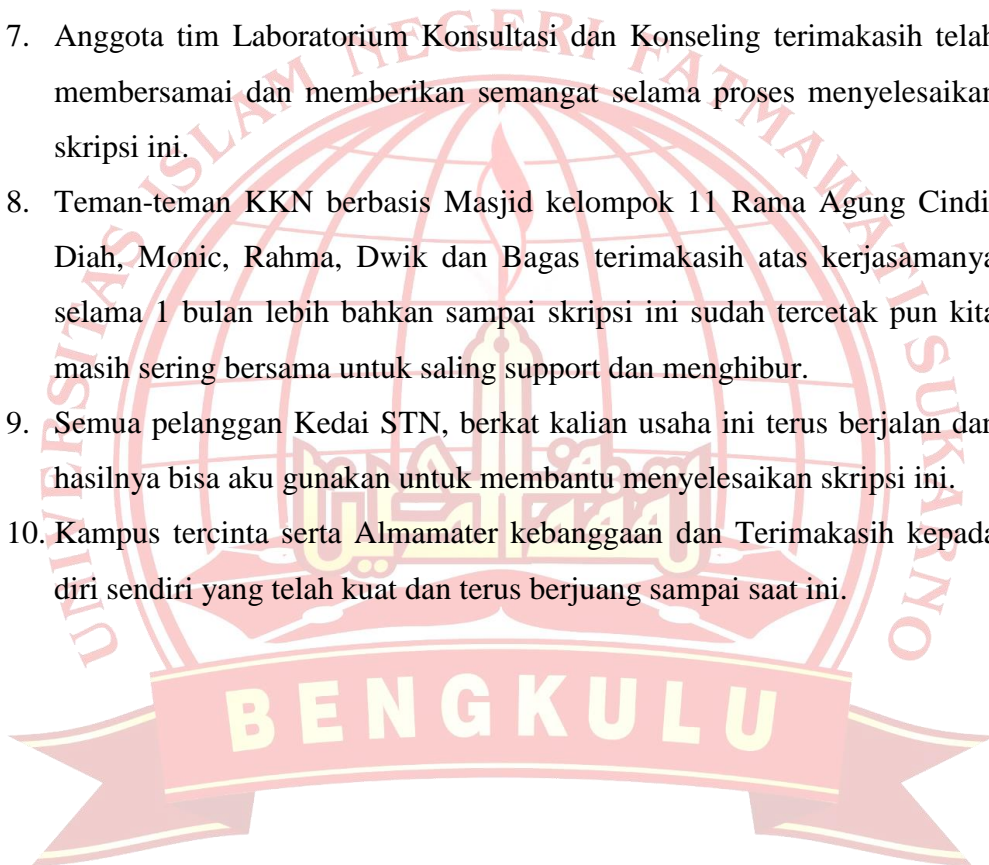 7. Anggota tim Laboratorium Konsultasi dan Konseling terimakasih telah
membersamai dan memberikan semangat selama proses menyelesaikan
skripsi ini.
8. Teman-teman KKN berbasis Masjid kelompok 11 Rama Agung Cindi
Diah, Monic, Rahma, Dwik dan Bagas terimakasih atas kerjasamanya
selama 1 bulan lebih bahkan sampai skripsi ini sudah tercetak pun kita
masih sering bersama untuk saling support dan menghibur.
9. Semua pelanggan Kedai STN, berkat kalian usaha ini terus berjalan dan
hasilnya bisa aku gunakan untuk membantu menyelesaikan skripsi ini.
10. Kampus tercinta serta Almamater kebanggaan dan Terimakasih kepada
diri sendiri yang telah kuat dan terus berjuang sampai saat ini.
UNIVERSITAS ISLAM NEGERI FATMAWATI SUKARNO
BENGKULU